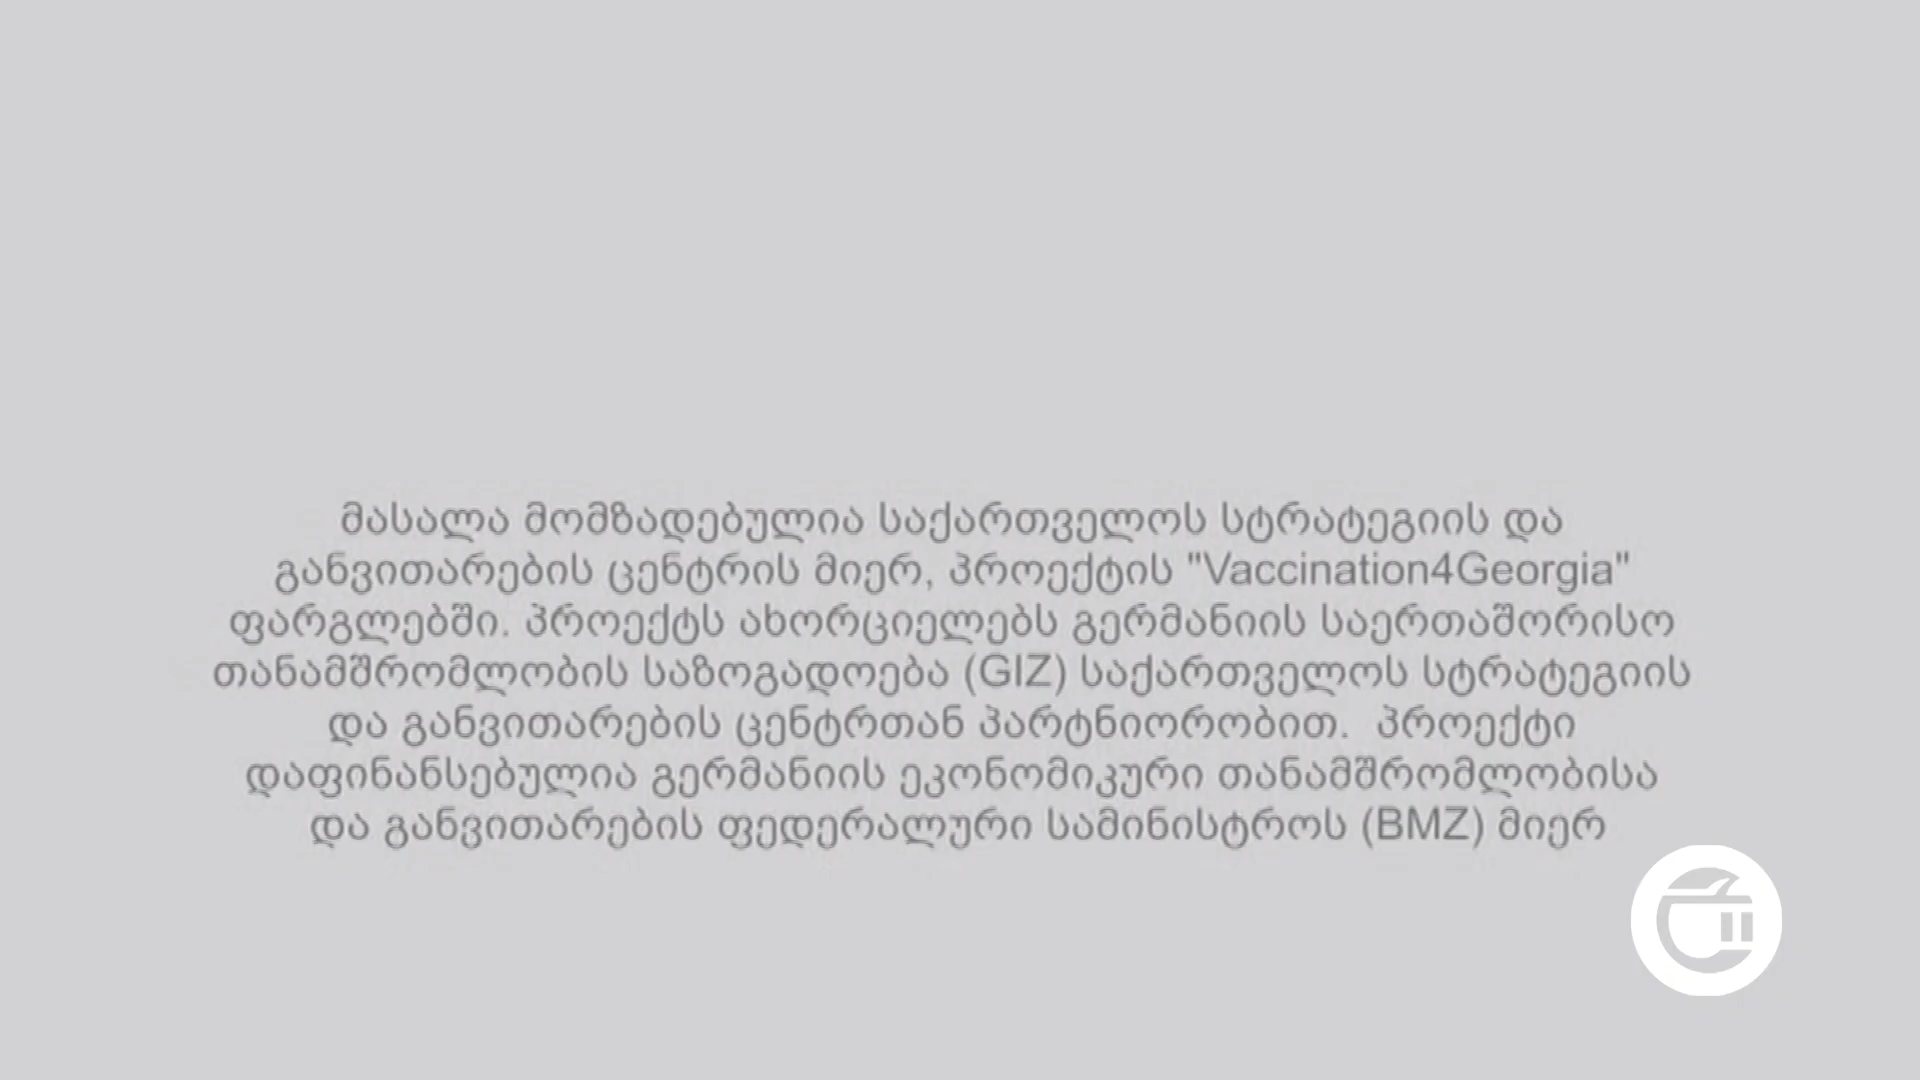 მასალა მომზადებულია საქართველოს სტრატეგიის და
განვითარების ცენტრის მიერ, პროექტის "Vaccination4Georgia"
ფარგლებში. პროექტს ახორციელებს გერმანიის საერთაშორისო
თანამშრომლობის საზოგადოება (GIZ) საქართველოს სტრატეგიის
და განვითარების ცენტრთან პარტნიორობით.  პროექტი
დაფინანსებულია გერმანიის ეკონომიკური თანამშრომლობისა
და განვითარების ფედერალური სამინისტროს (BMZ) მიერ